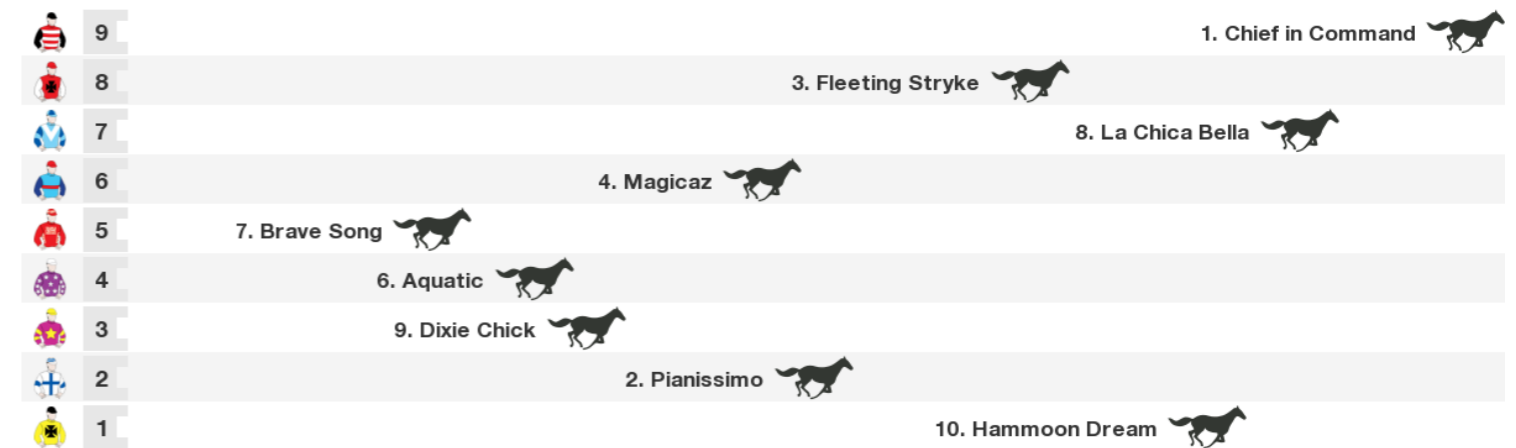 9 1. Chief in Command
8 3. Fleeting Stryke
7 8. La Chica Bella
6 4. Magicaz
5 7. Brave Song
4 6. Aquatic
3 9. Dixie Chick
2 2. Pianissimo
1 10. Hammoon Dream